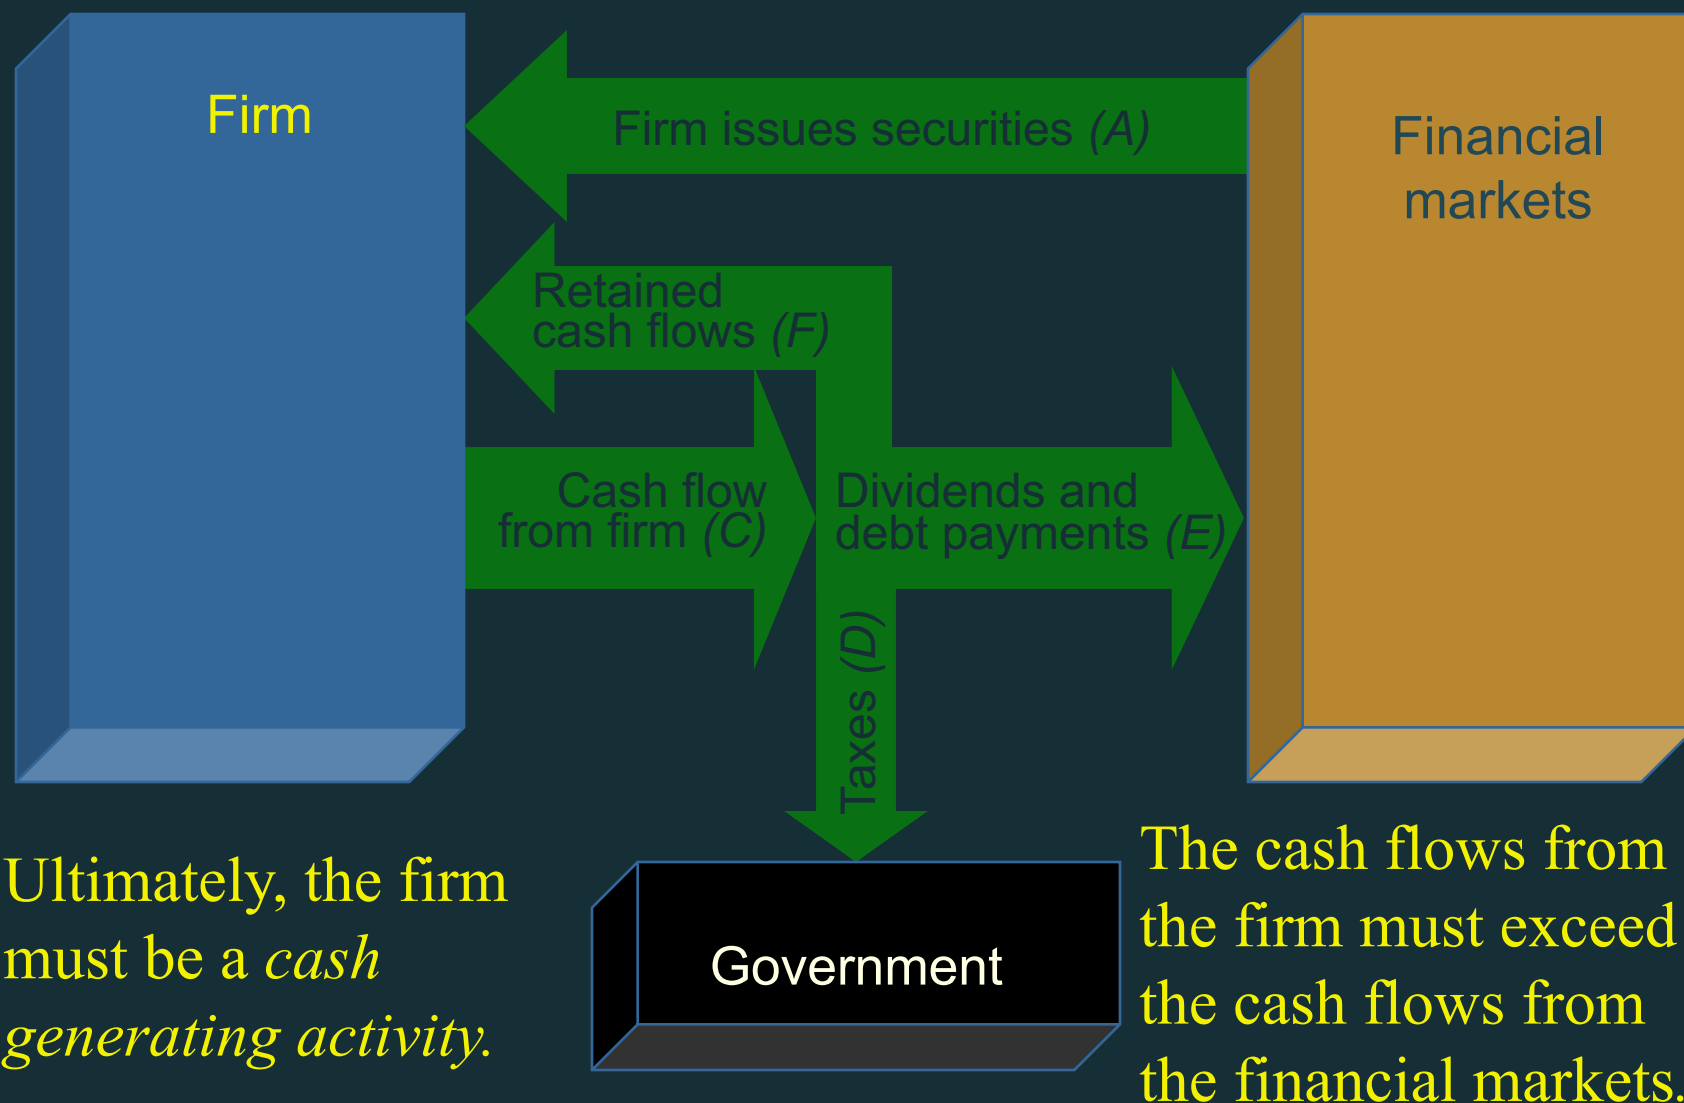 Firm
Firm issues securities (A)
Financial
markets
Retained
cash flows (F)
Cash flow
from firm (C)
Dividends and
debt payments (E)
Taxes (D)
Government
Ultimately, the firm
must be a cash
generating activity.
The cash flows from
the firm must exceed
the cash flows from
the financial markets.